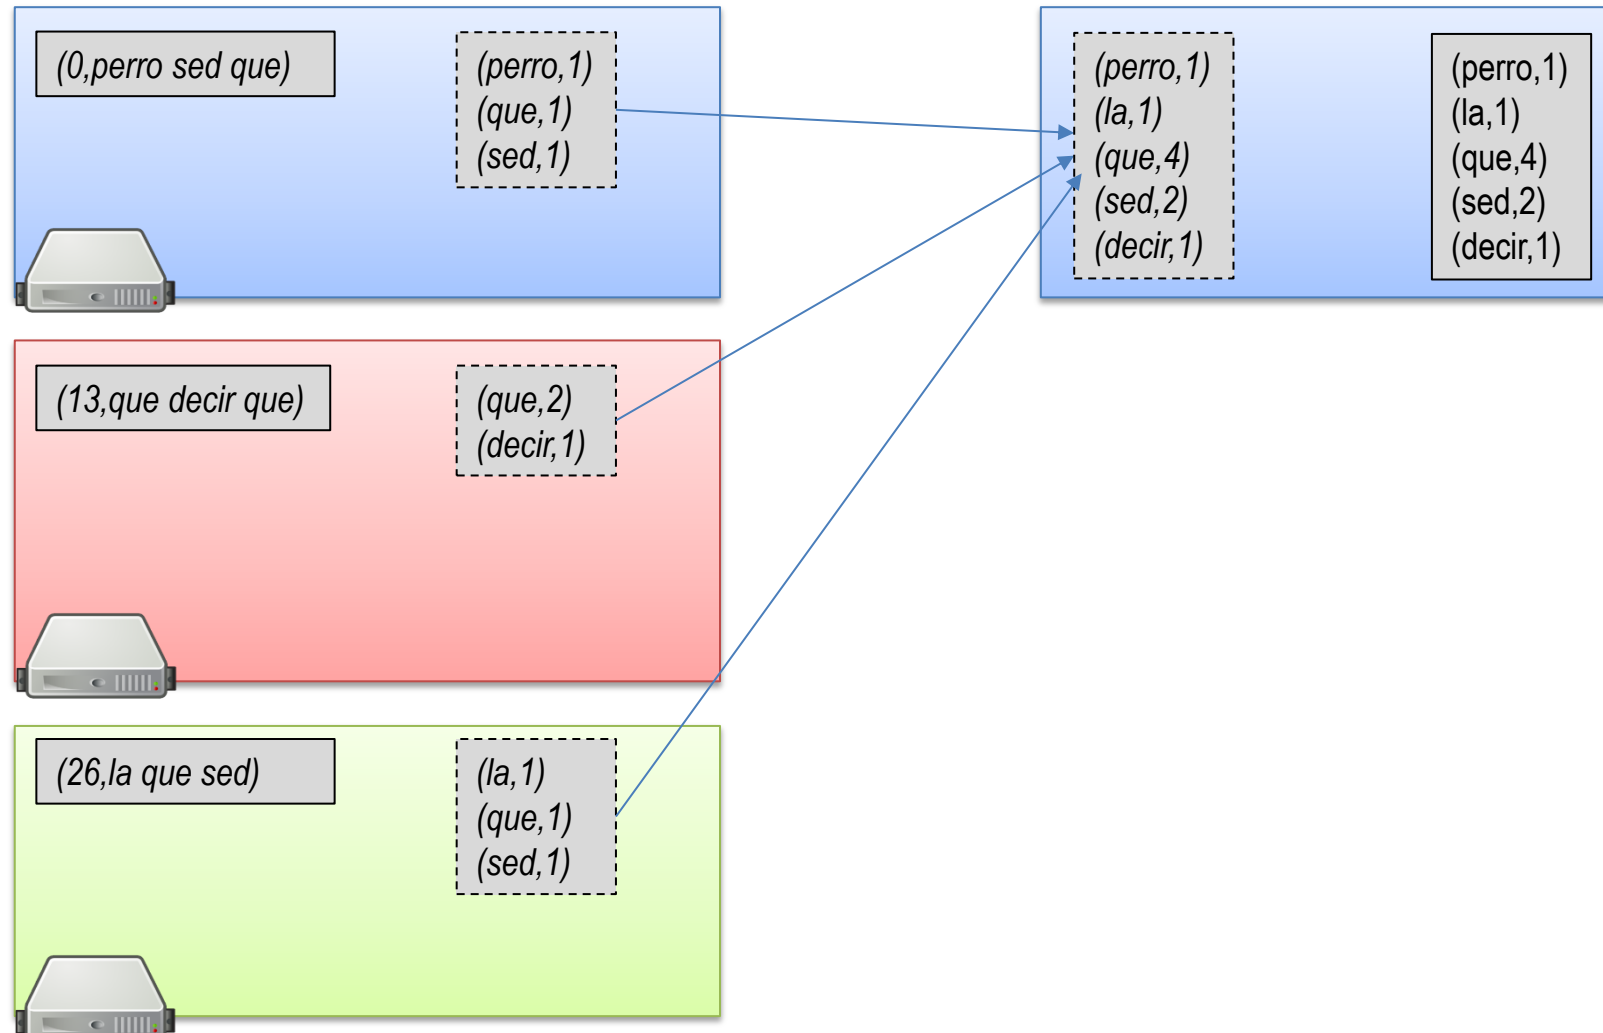 (0,perro sed que)
(perro,1)
(que,1)
(sed,1)
(perro,1)
(la,1)
(que,4)
(sed,2)
(decir,1)
(perro,1)
(la,1)
(que,4)
(sed,2)
(decir,1)
(13,que decir que)
(que,2)
(decir,1)
(26,la que sed)
(la,1)
(que,1)
(sed,1)